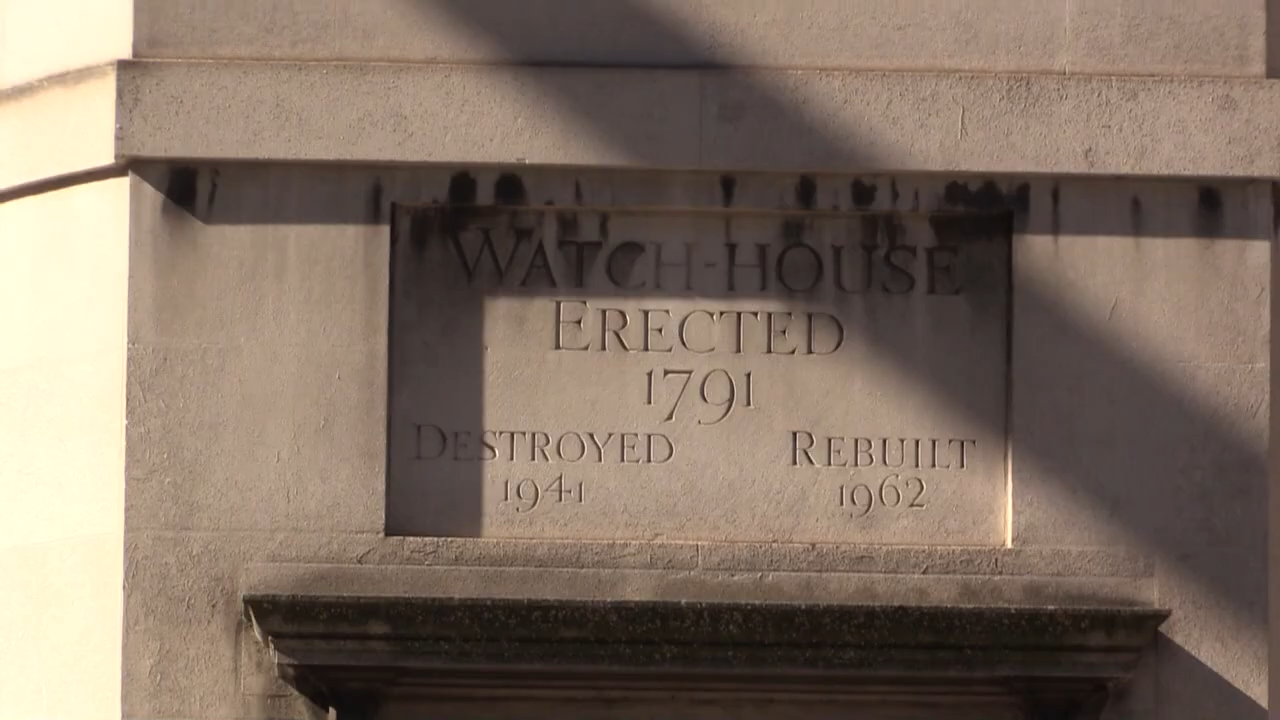 WATCH-HOUSE
ERECTED
1791
DESTROYED REBUILT
1941 1962